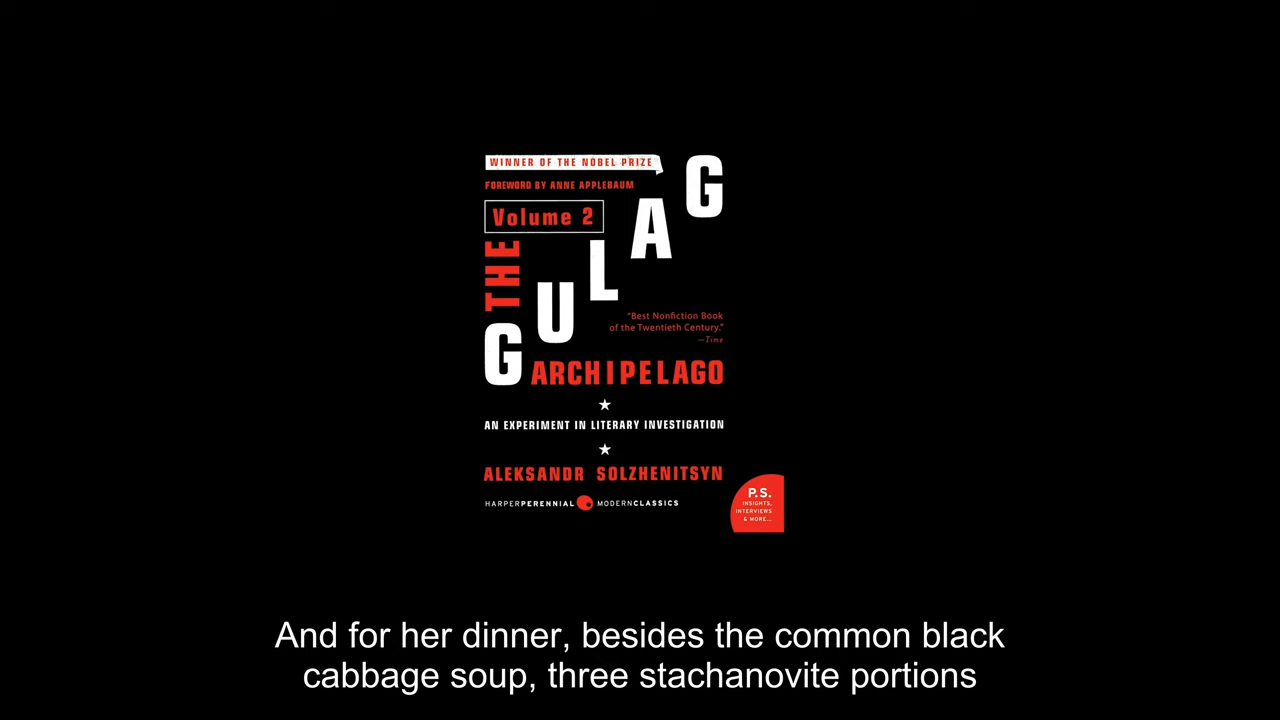 WINNER OF THE NOBEL PRIZE
FOREWORD BY ANNE APPLEBAUM
Volume 2
THE
GULAG
"Best Nonfiction Book
of the Twentieth Century."
—Time
ARCHIPELAGO
AN EXPERIMENT IN LITERARY INVESTIGATION
ALEKSANDR SOLZHENITSYN
HARPERPERENNIAL MODERNCLASSICS
P.S.
INSIGHTS,
INTERVIEWS
& MORE...
And for her dinner, besides the common black
cabbage soup, three stachanovite portions